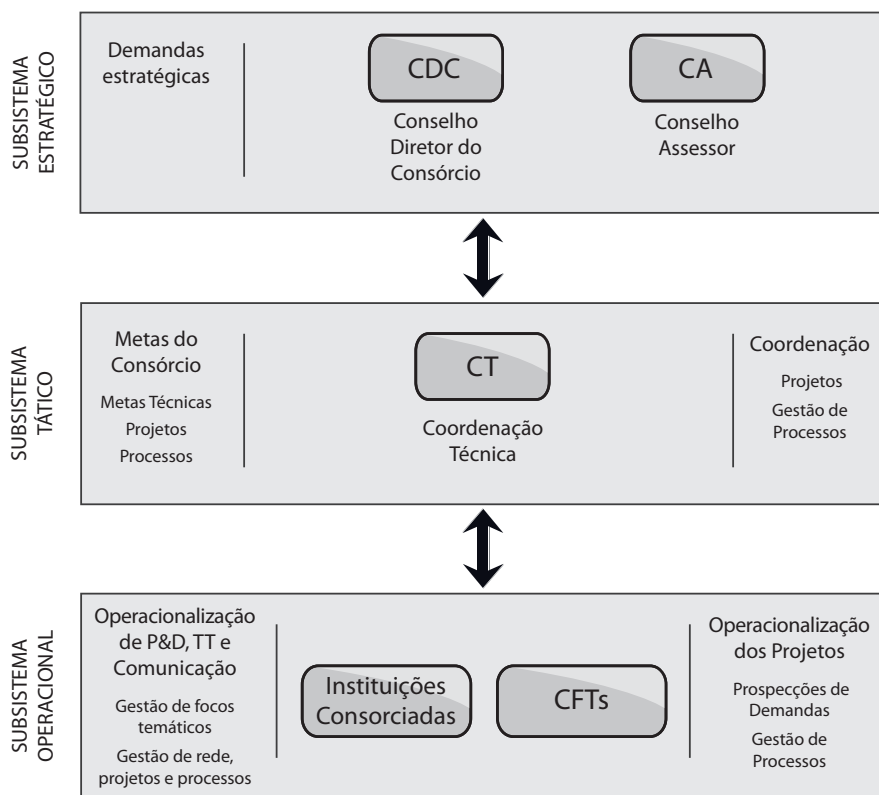 SUBSISTEMA
ESTRATÉGICO
Demandas
estratégicas
CDC
Conselho
Diretor do
Consórcio
CA
Conselho
Assessor
SUBSISTEMA
TÁTICO
Metas do
Consórcio
Metas Técnicas
Projetos
Processos
CT
Coordenação
Técnica
Coordenação
Projetos
Gestão de
Processos
SUBSISTEMA
OPERACIONAL
Operacionalização
de P&D, TT e
Comunicação
Gestão de focos
temáticos
Gestão de rede,
projetos e processos
Instituições
Consorciadas
CFTs
Operacionalização
dos Projetos
Prospecções de
Demandas
Gestão de
Processos